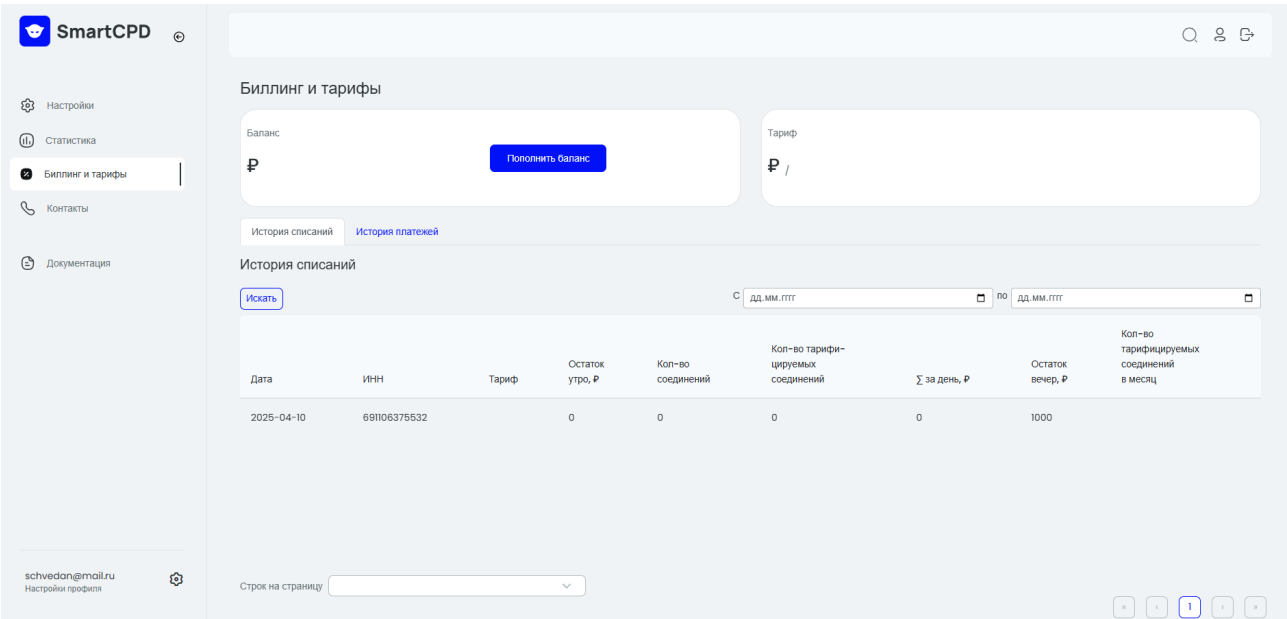 SmartCPD
Настройки
Статистика
Биллинг и тарифы
Контакты
Документация
schvedan@mail.ru
Настройки профиля
Биллинг и тарифы
Баланс
₽
Пополнить баланс
Тариф
₽ /
История списаний
История платежей
История списаний
Искать
С дд.мм.гггг по дд.мм.гггг
Дата
ИНН
Тариф
Остаток
утро, ₽
Кол-во
соединений
Кол-во тарифи-
цируемых
соединений
∑ за день, ₽
Остаток
вечер, ₽
Кол-во
тарифицируемых
соединений
в месяц
2025-04-10 691106375532 0 0 0 0 1000
Строк на страницу
« ‹ 1 › »